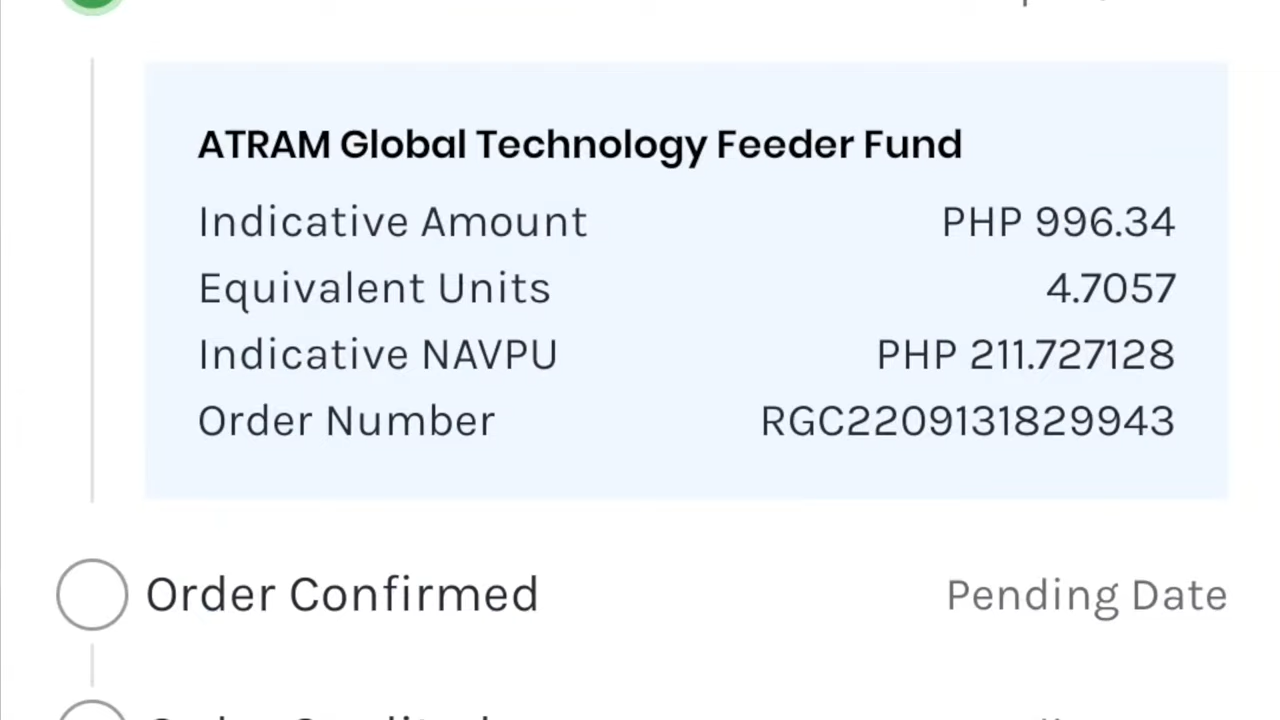 ATRAM Global Technology Feeder Fund
Indicative Amount PHP 996.34
Equivalent Units 4.7057
Indicative NAVPU PHP 211.727128
Order Number RGC2209131829943
Order Confirmed Pending Date